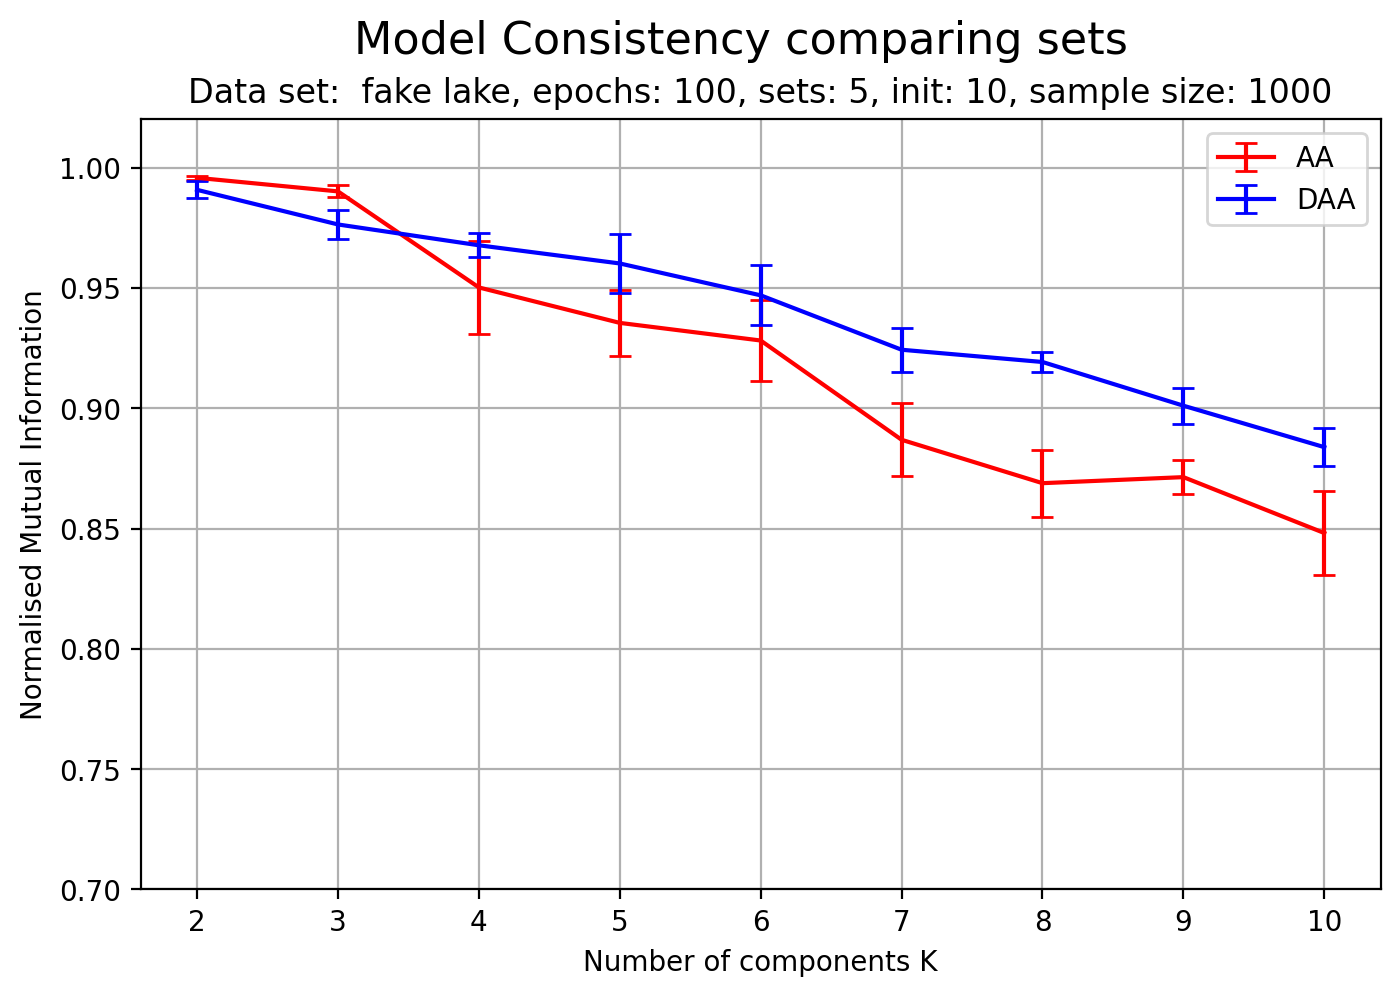 Model Consistency comparing sets
Data set:  fake lake, epochs: 100, sets: 5, init: 10, sample size: 1000
AA
DAA
1.00
0.95
0.90
0.85
0.80
0.75
0.70
Normalised Mutual Information
2 3 4 5 6 7 8 9 10
Number of components K